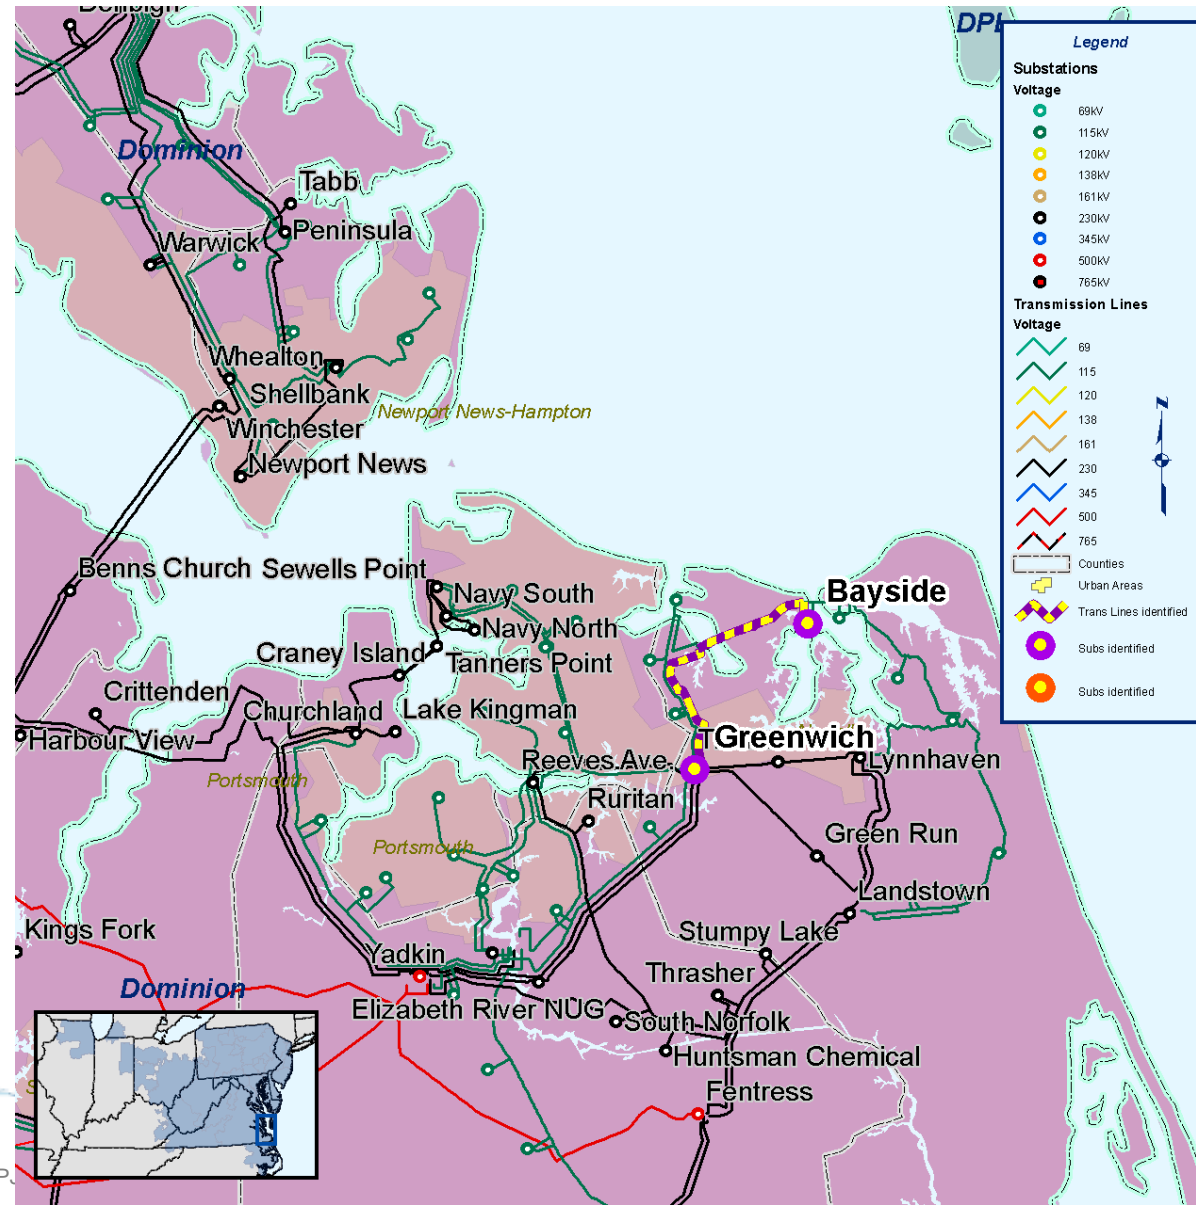 Denbigh
DPL
Dominion
Tabb
Peninsula
Warwick
Whealton
Shellbank
Newport News-Hampton
Winchester
Newport News
Benns Church
Sewells Point
Navy South
Navy North
Bayside
Craney Island
Tanners Point
Crittenden
Churchland
Lake Kingman
Harbour View
TGreenwich
Reeves Ave.
Lynnhaven
Portsmouth
Ruritan
Green Run
Portsmouth
Landstown
Kings Fork
Stumpy Lake
Yadkin
Thrasher
Dominion
Elizabeth River NUG
South Norfolk
Huntsman Chemical
Fentress
Legend
Substations
Voltage
69kV
115kV
120kV
138kV
161kV
230kV
345kV
500kV
765kV
Transmission Lines
Voltage
69
115
120
138
161
230
345
500
765
N
Counties
Urban Areas
Trans Lines identified
Subs identified
Subs identified